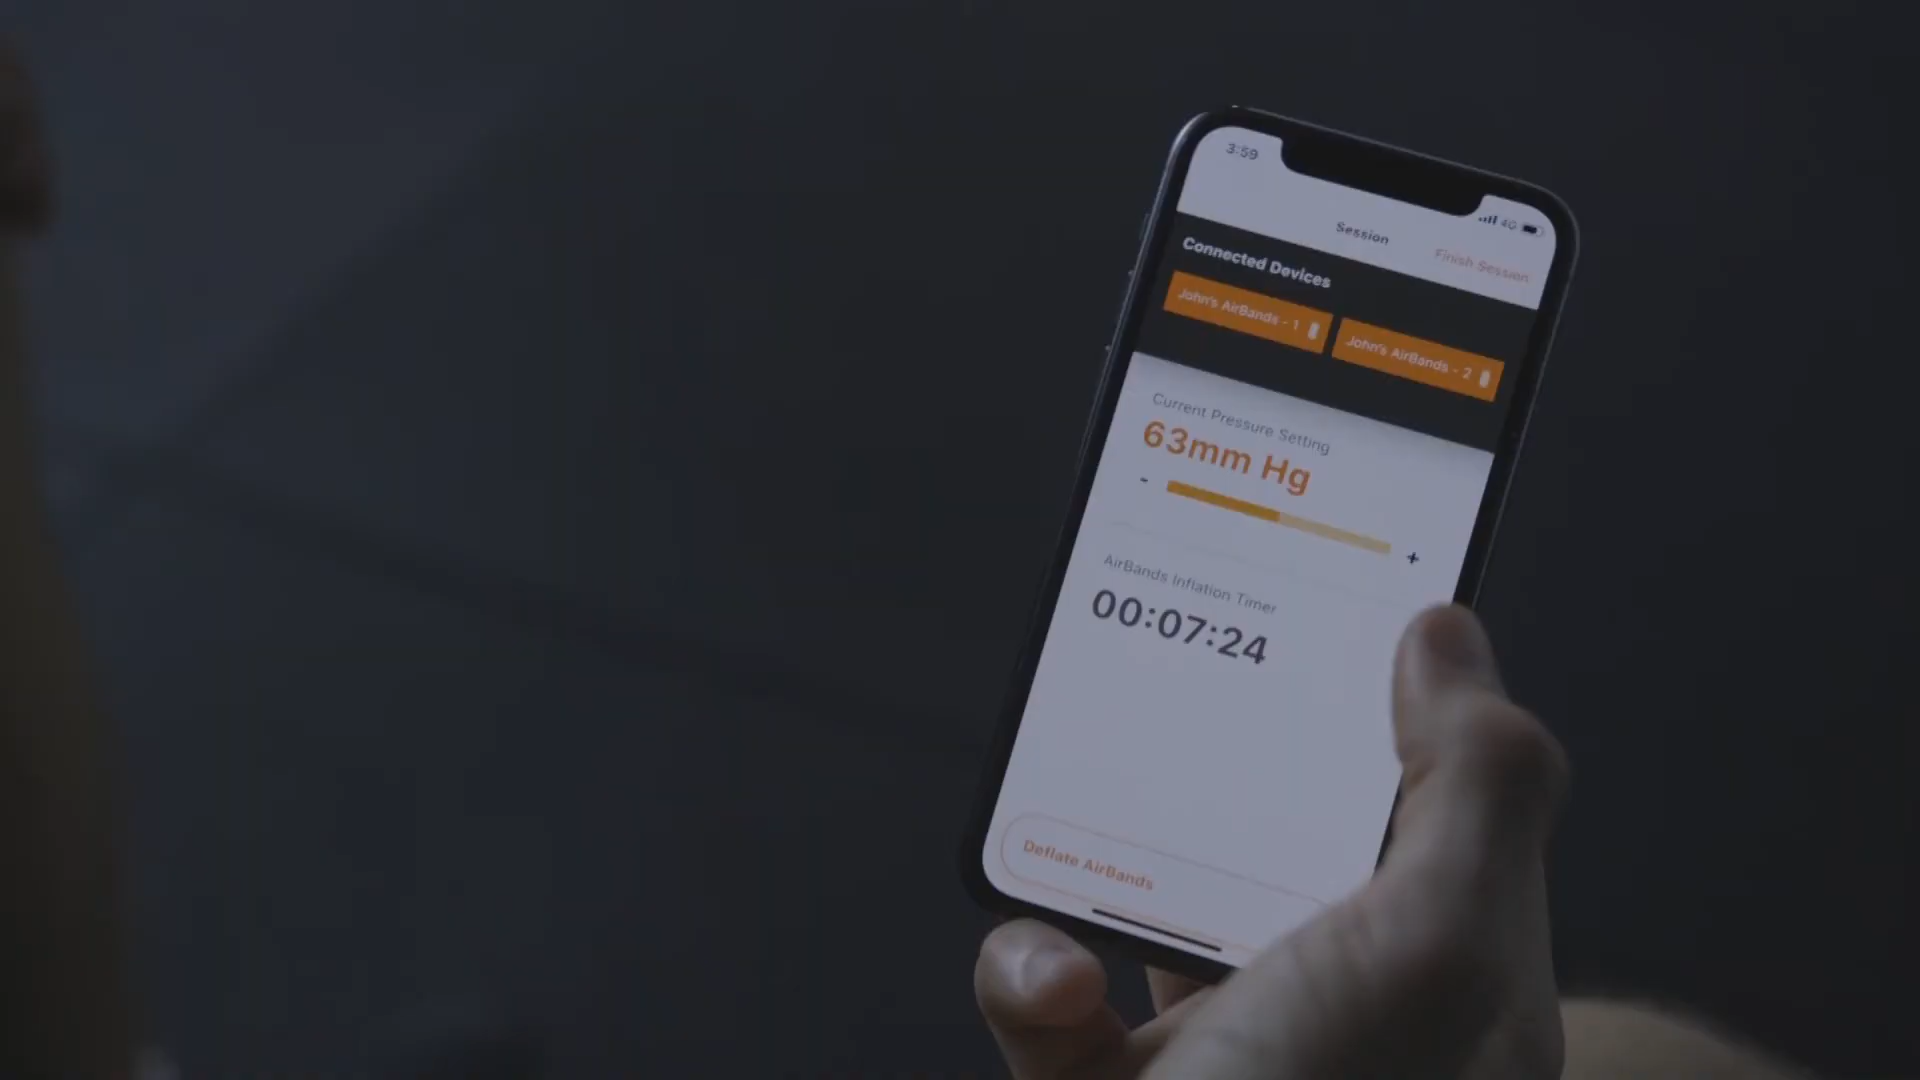 3:59
4G
Session
Finish Session
Connected Devices
John's AirBands - 1
John's AirBands - 2
Current Pressure Setting
63mm Hg
- +
AirBands Inflation Timer
00:07:24
Deflate AirBands